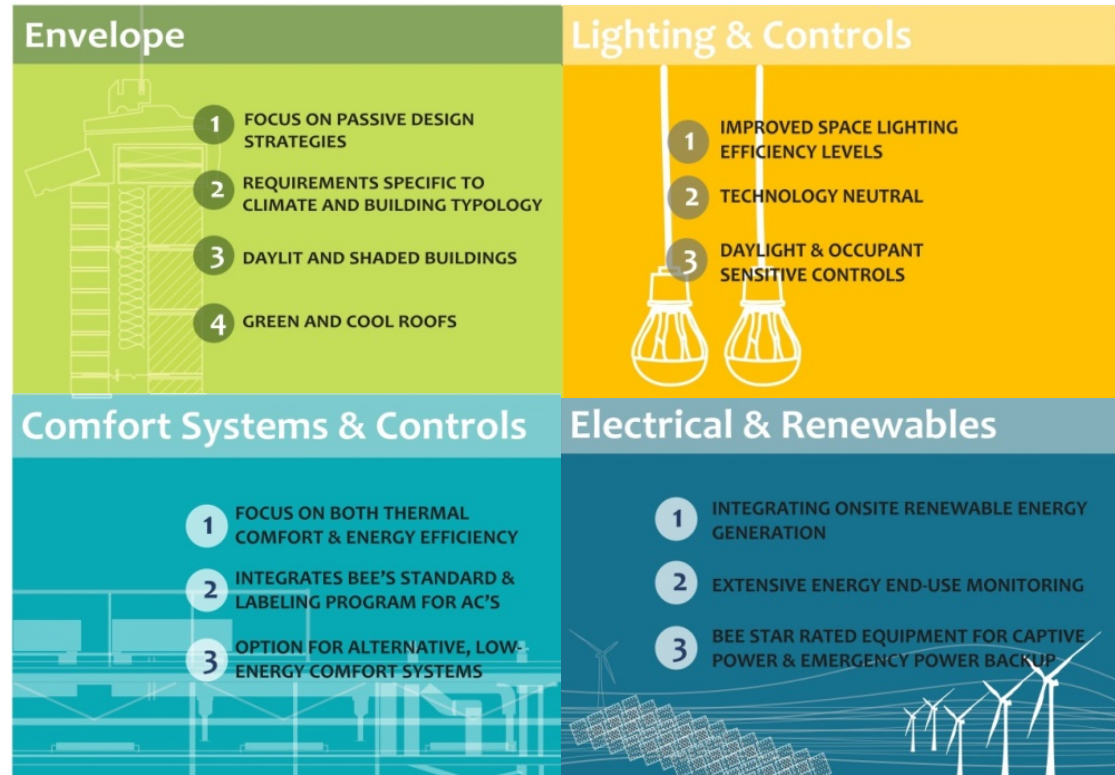 Envelope
1 FOCUS ON PASSIVE DESIGN
STRATEGIES
2 REQUIREMENTS SPECIFIC TO
CLIMATE AND BUILDING TYPOLOGY
3 DAYLIT AND SHADED BUILDINGS
4 GREEN AND COOL ROOFS
Lighting & Controls
1 IMPROVED SPACE LIGHTING
EFFICIENCY LEVELS
2 TECHNOLOGY NEUTRAL
3 DAYLIGHT & OCCUPANT
SENSITIVE CONTROLS
Comfort Systems & Controls
1 FOCUS ON BOTH THERMAL
COMFORT & ENERGY EFFICIENCY
2 INTEGRATES BEE'S STANDARD &
LABELING PROGRAM FOR AC'S
3 OPTION FOR ALTERNATIVE, LOW-
ENERGY COMFORT SYSTEMS
Electrical & Renewables
1 INTEGRATING ONSITE RENEWABLE ENERGY
GENERATION
2 EXTENSIVE ENERGY END-USE MONITORING
3 BEE STAR RATED EQUIPMENT FOR CAPTIVE
POWER & EMERGENCY POWER BACKUP